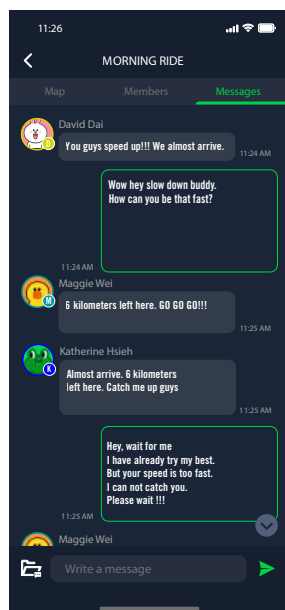 11:26
MORNING RIDE
Map
Members
Messages
David Dai
D
You guys speed up!!! We almost arrive.
11:24 AM
Wow hey slow down buddy.
How can you be that fast?
11:24 AM
Maggie Wei
M
6 kilometers left here. GO GO GO!!!
11:25 AM
Katherine Hsieh
K
Almost arrive. 6 kilometers
left here. Catch me up guys
11:25 AM
Hey, wait for me
I have already try my best.
But your speed is too fast.
I can not catch you.
Please wait !!!
11:25 AM
Maggie Wei
Write a message